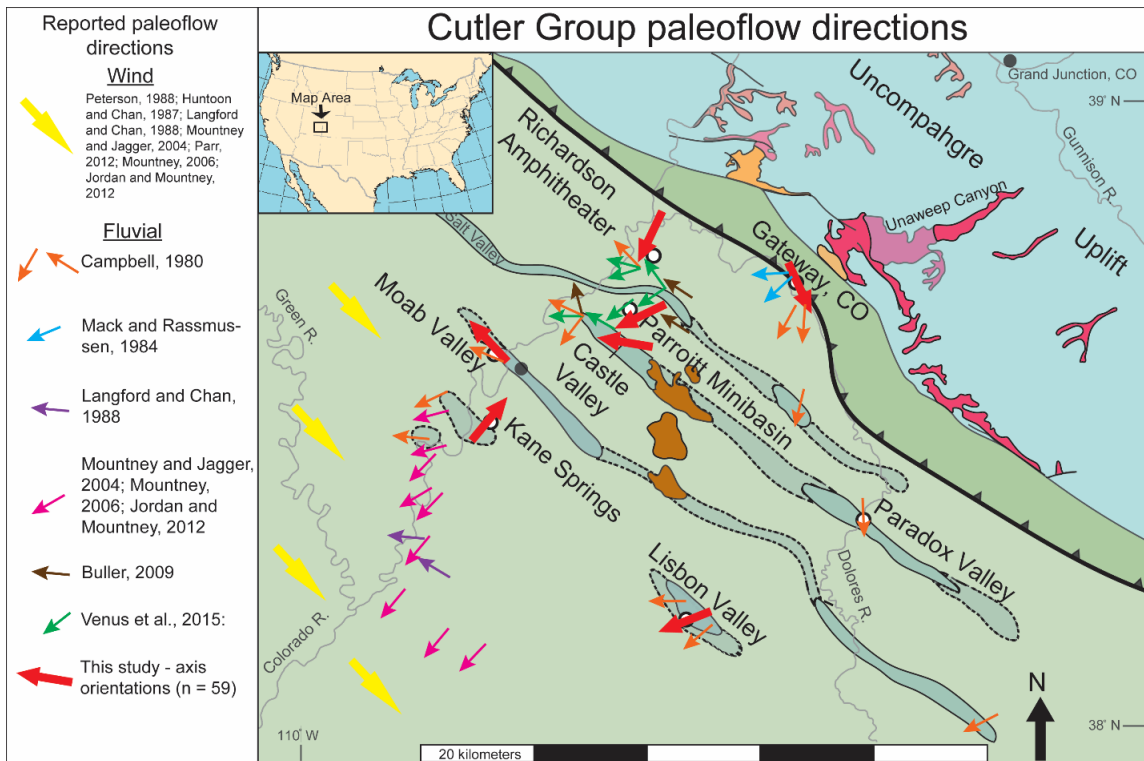 Reported paleoflow
directions
Wind
Peterson, 1988; Huntoon
and Chan, 1987; Langford
and Chan, 1988; Mountney
and Jagger, 2004; Parr,
2012; Mountney, 2006;
Jordan and Mountney,
2012
Fluvial
Campbell, 1980
Mack and Rassmus-
sen, 1984
Langford and Chan,
1988
Mountney and Jagger,
2004; Mountney,
2006; Jordan and
Mountney, 2012
Buller, 2009
Venus et al., 2015:
This study - axis
orientations (n = 59)
Cutler Group paleoflow directions
Map Area
Grand Junction, CO
39° N
Uncompahgre
Gunnison R.
Richardson
Amphitheater
Unaweep Canyon
Uplift
Salt Valley
Gateway, CO
Green R.
Moab Valley
Parroitt Minibasin
Castle
Valley
Kane Springs
Paradox Valley
Lisbon Valley
Dolores R.
Colorado R.
N
110° W
38° N
20 kilometers